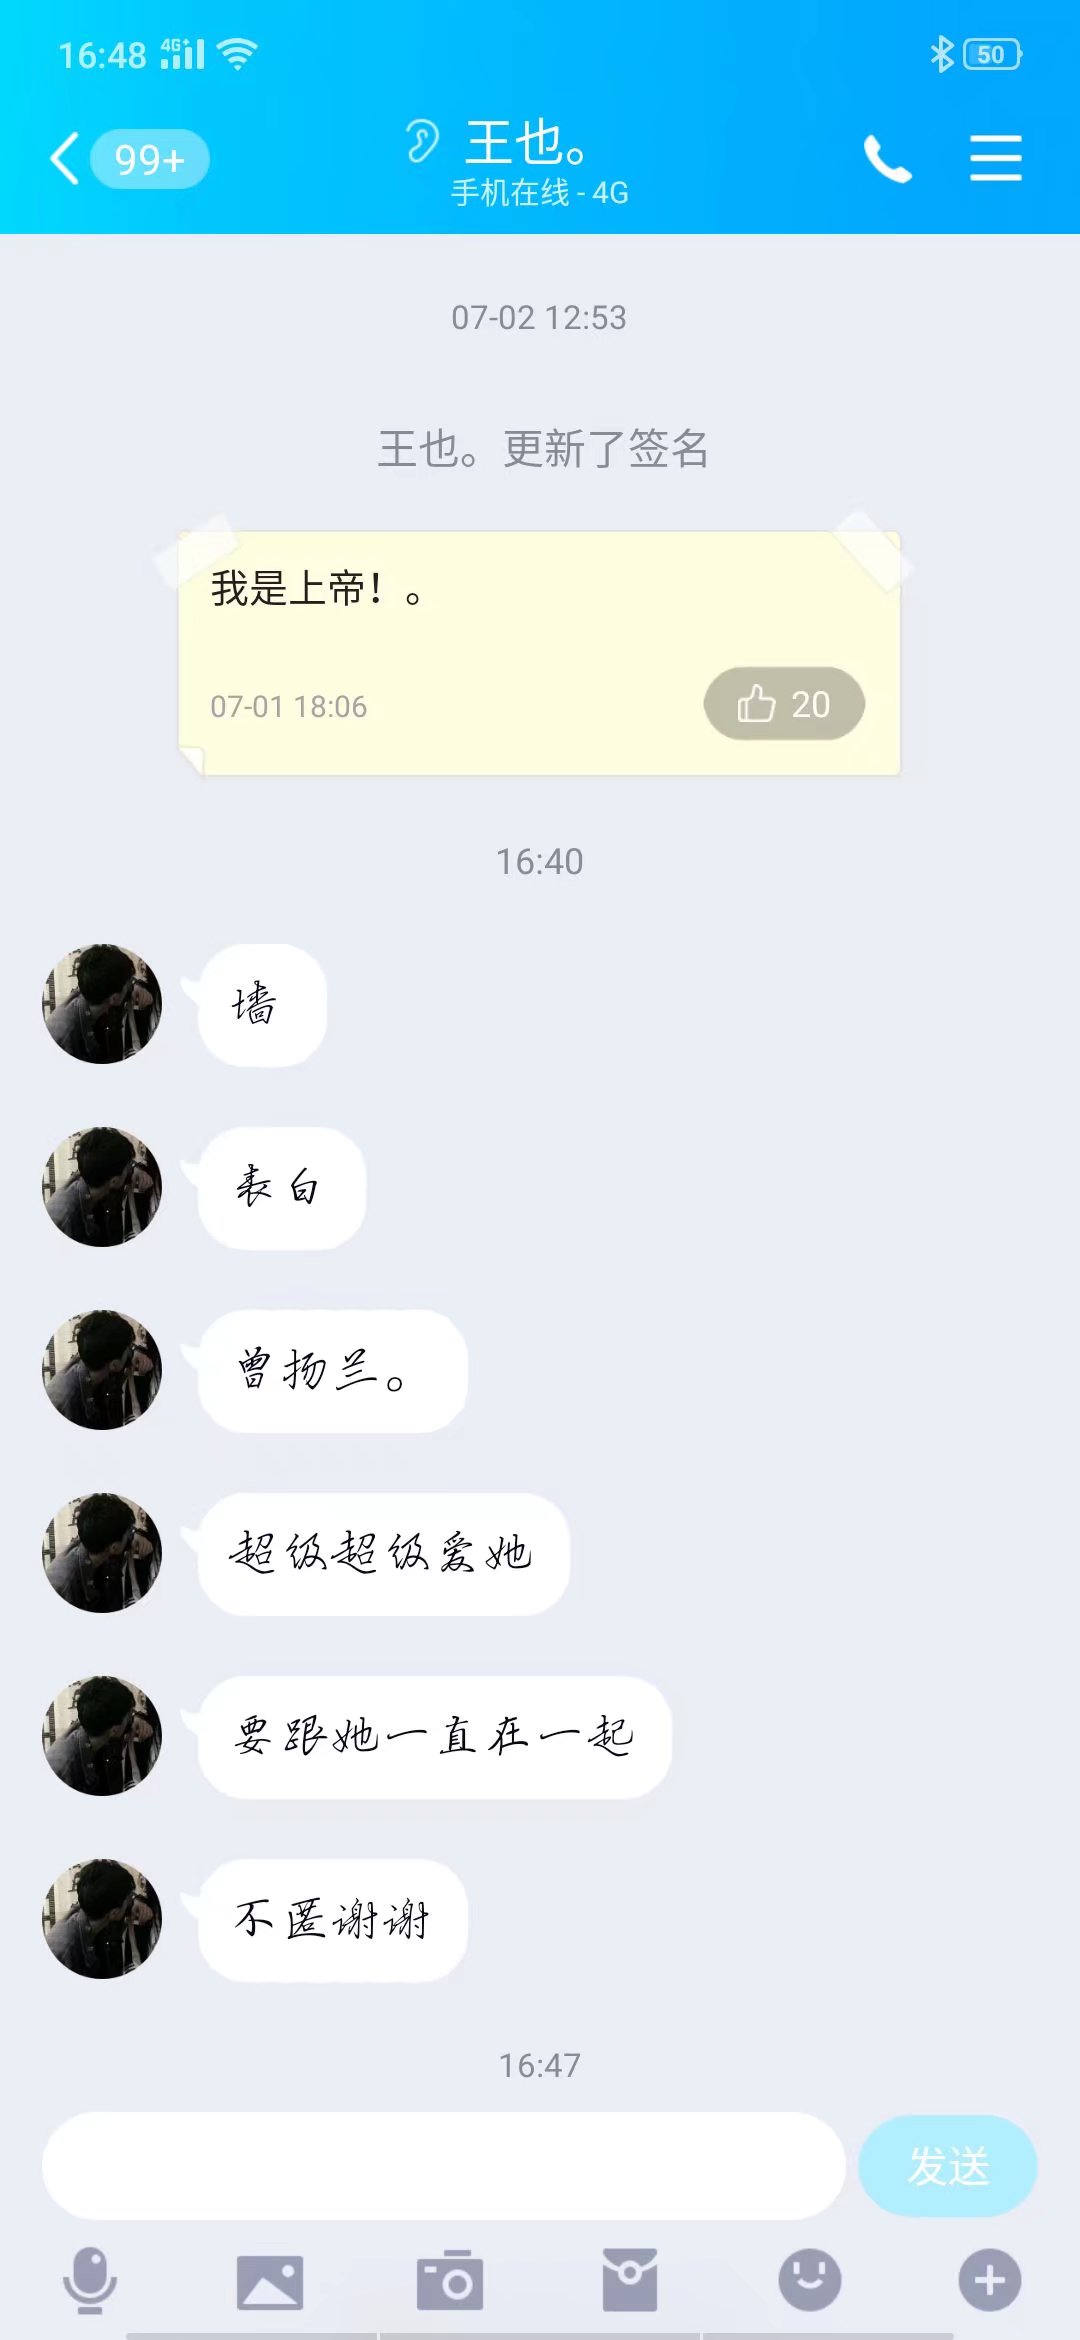 16:48 4G+ 50
99+ 王也。
手机在线 - 4G
07-02 12:53
王也。更新了签名
我是上帝！。
07-01 18:06 20
16:40
墙
表白
曾扬兰。
超级超级爱她
要跟她一直在一起
不匿谢谢
16:47
发送